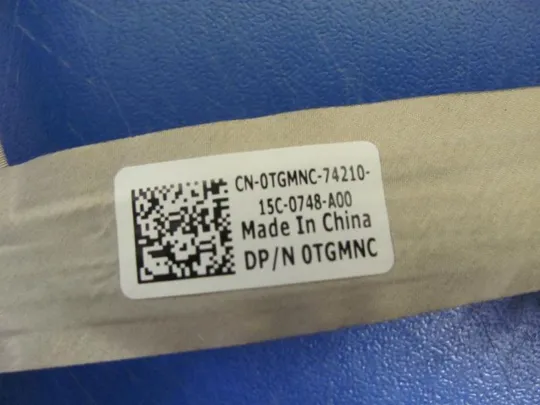 CN-0TGMNC-74210-
15C-0748-A00
Made In China
DP/N 0TGMNC